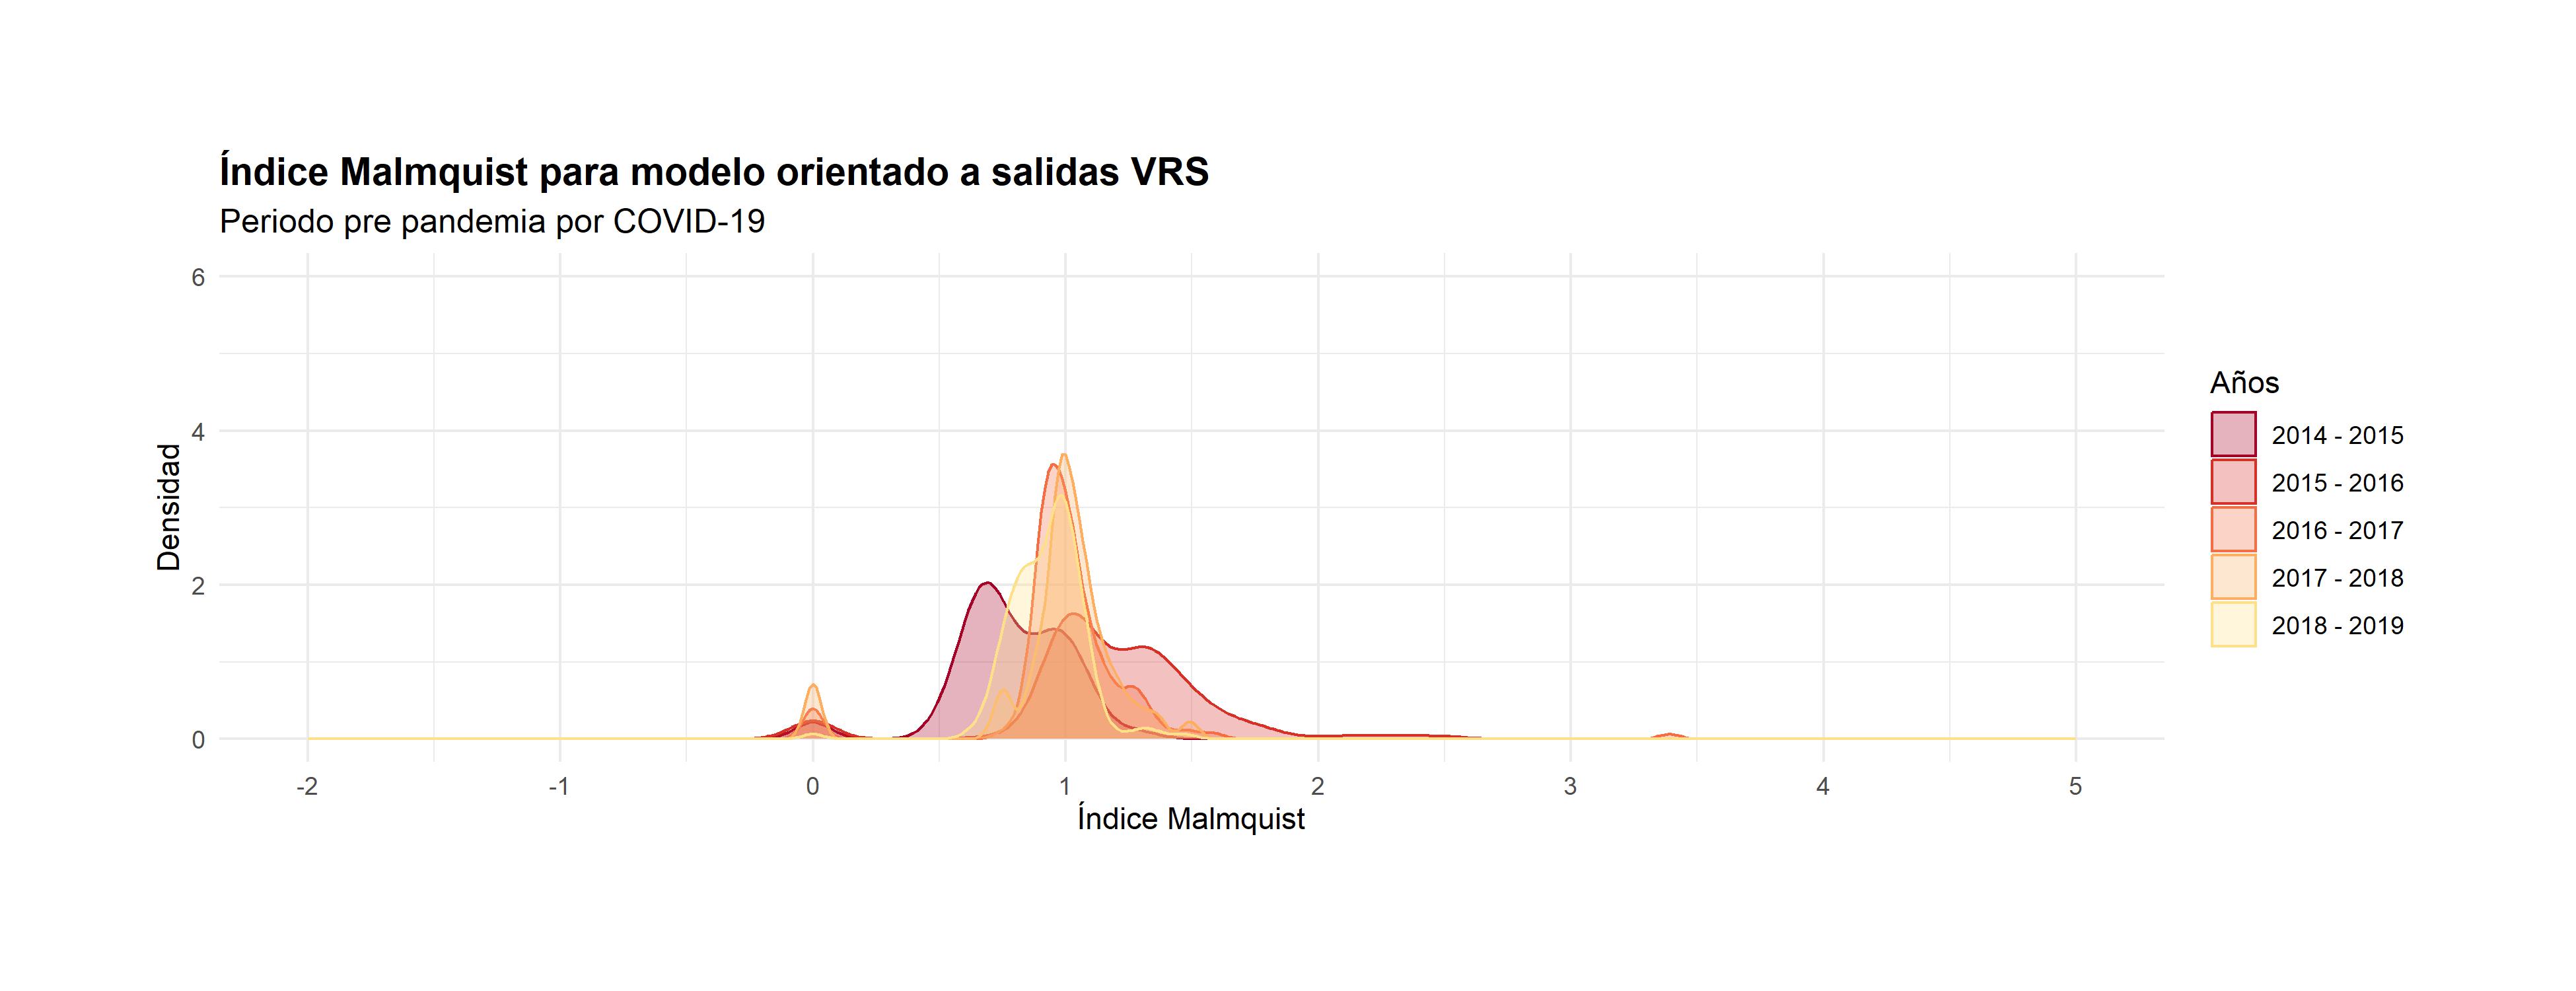 Índice Malmquist para modelo orientado a salidas VRS
Periodo pre pandemia por COVID-19
6
4
2
0
Densidad
-2 -1 0 1 2 3 4 5
Índice Malmquist
Años
2014 - 2015
2015 - 2016
2016 - 2017
2017 - 2018
2018 - 2019